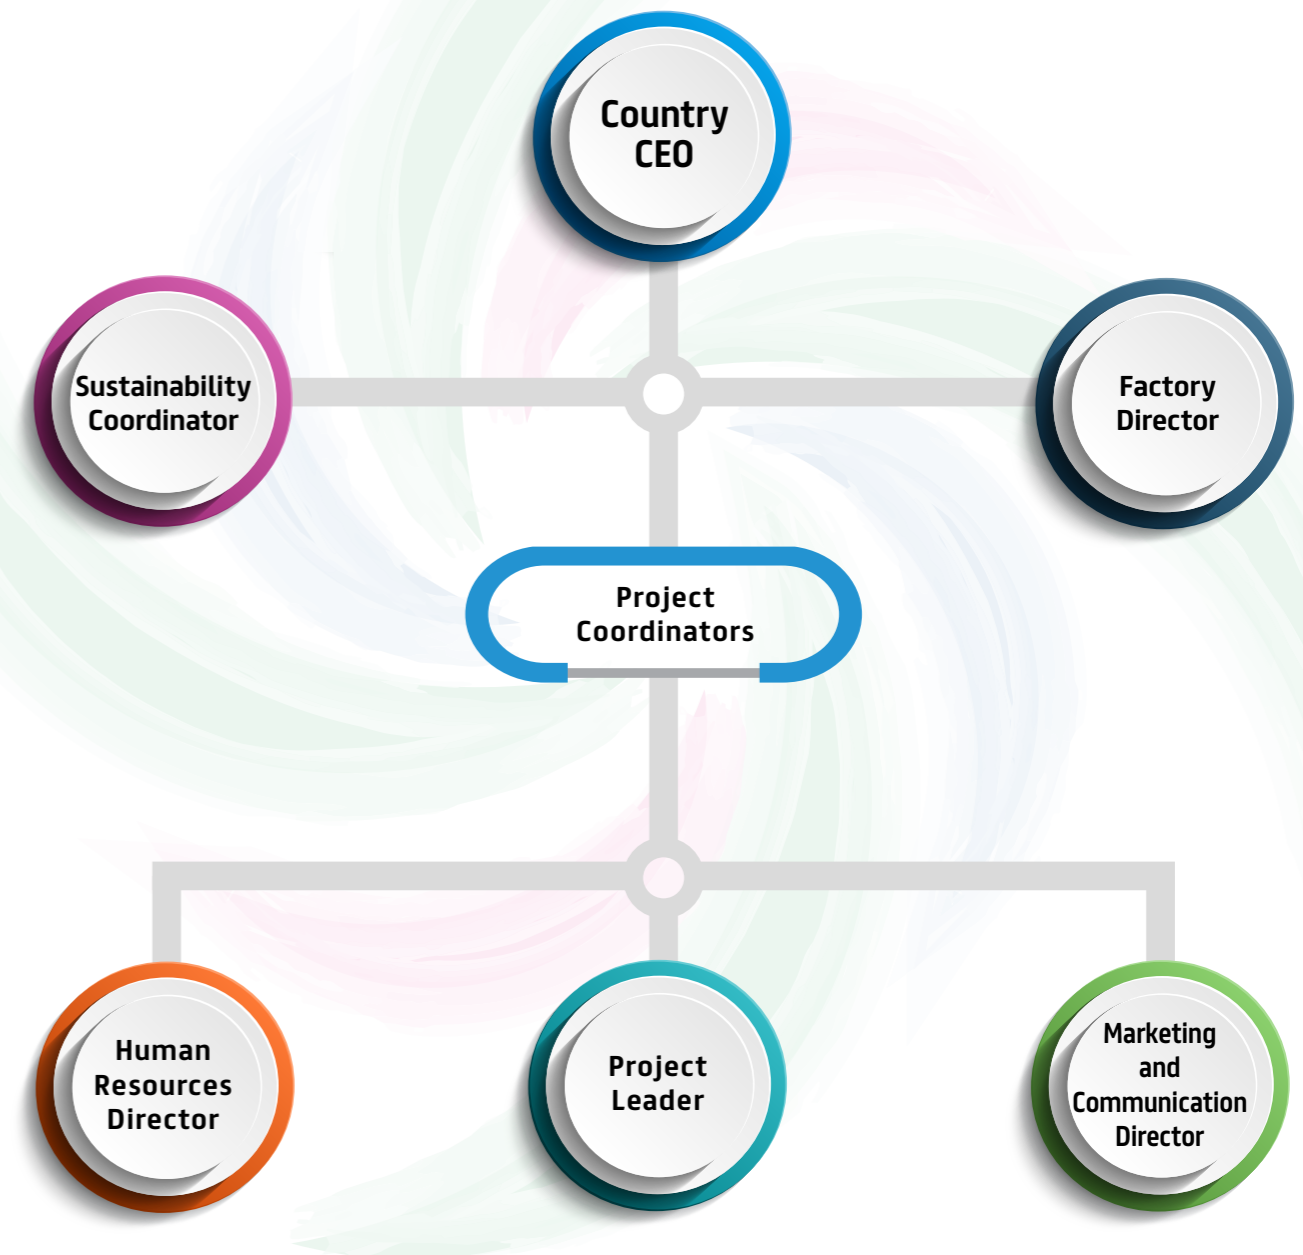 Country
CEO
Sustainability
Coordinator
Factory
Director
Project
Coordinators
Human
Resources
Director
Project
Leader
Marketing
and
Communication
Director